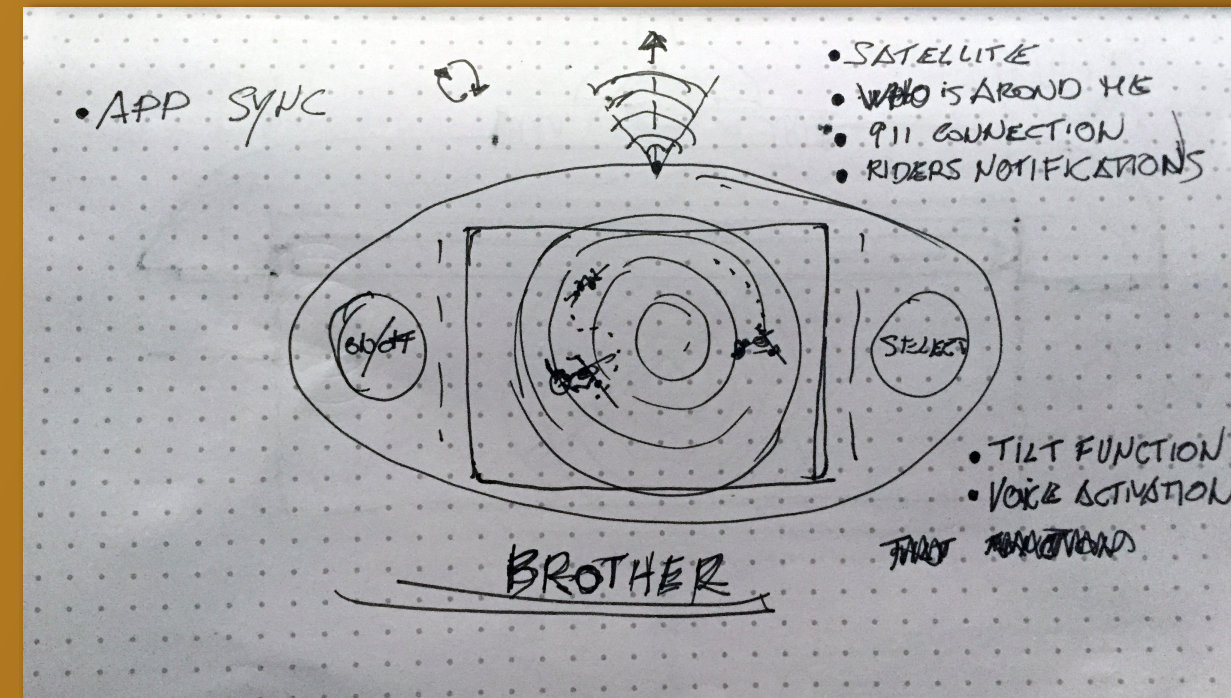 • APP SYNC
• SATELLITE
• WHO is AROND ME
• 911 CONNECTION
• RIDERS NOTIFICATIONS
ON/OFF
SELECT
• TILT FUNCTION
• VOICE ACTIVATION
BROTHER